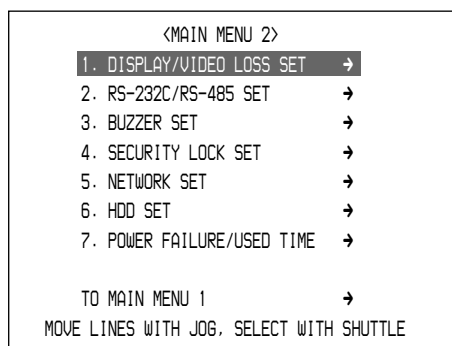 <MAIN MENU 2>
1. DISPLAY/VIDEO LOSS SET →
2. RS-232C/RS-485 SET →
3. BUZZER SET →
4. SECURITY LOCK SET →
5. NETWORK SET →
6. HDD SET →
7. POWER FAILURE/USED TIME →
TO MAIN MENU 1 →
MOVE LINES WITH JOG, SELECT WITH SHUTTLE